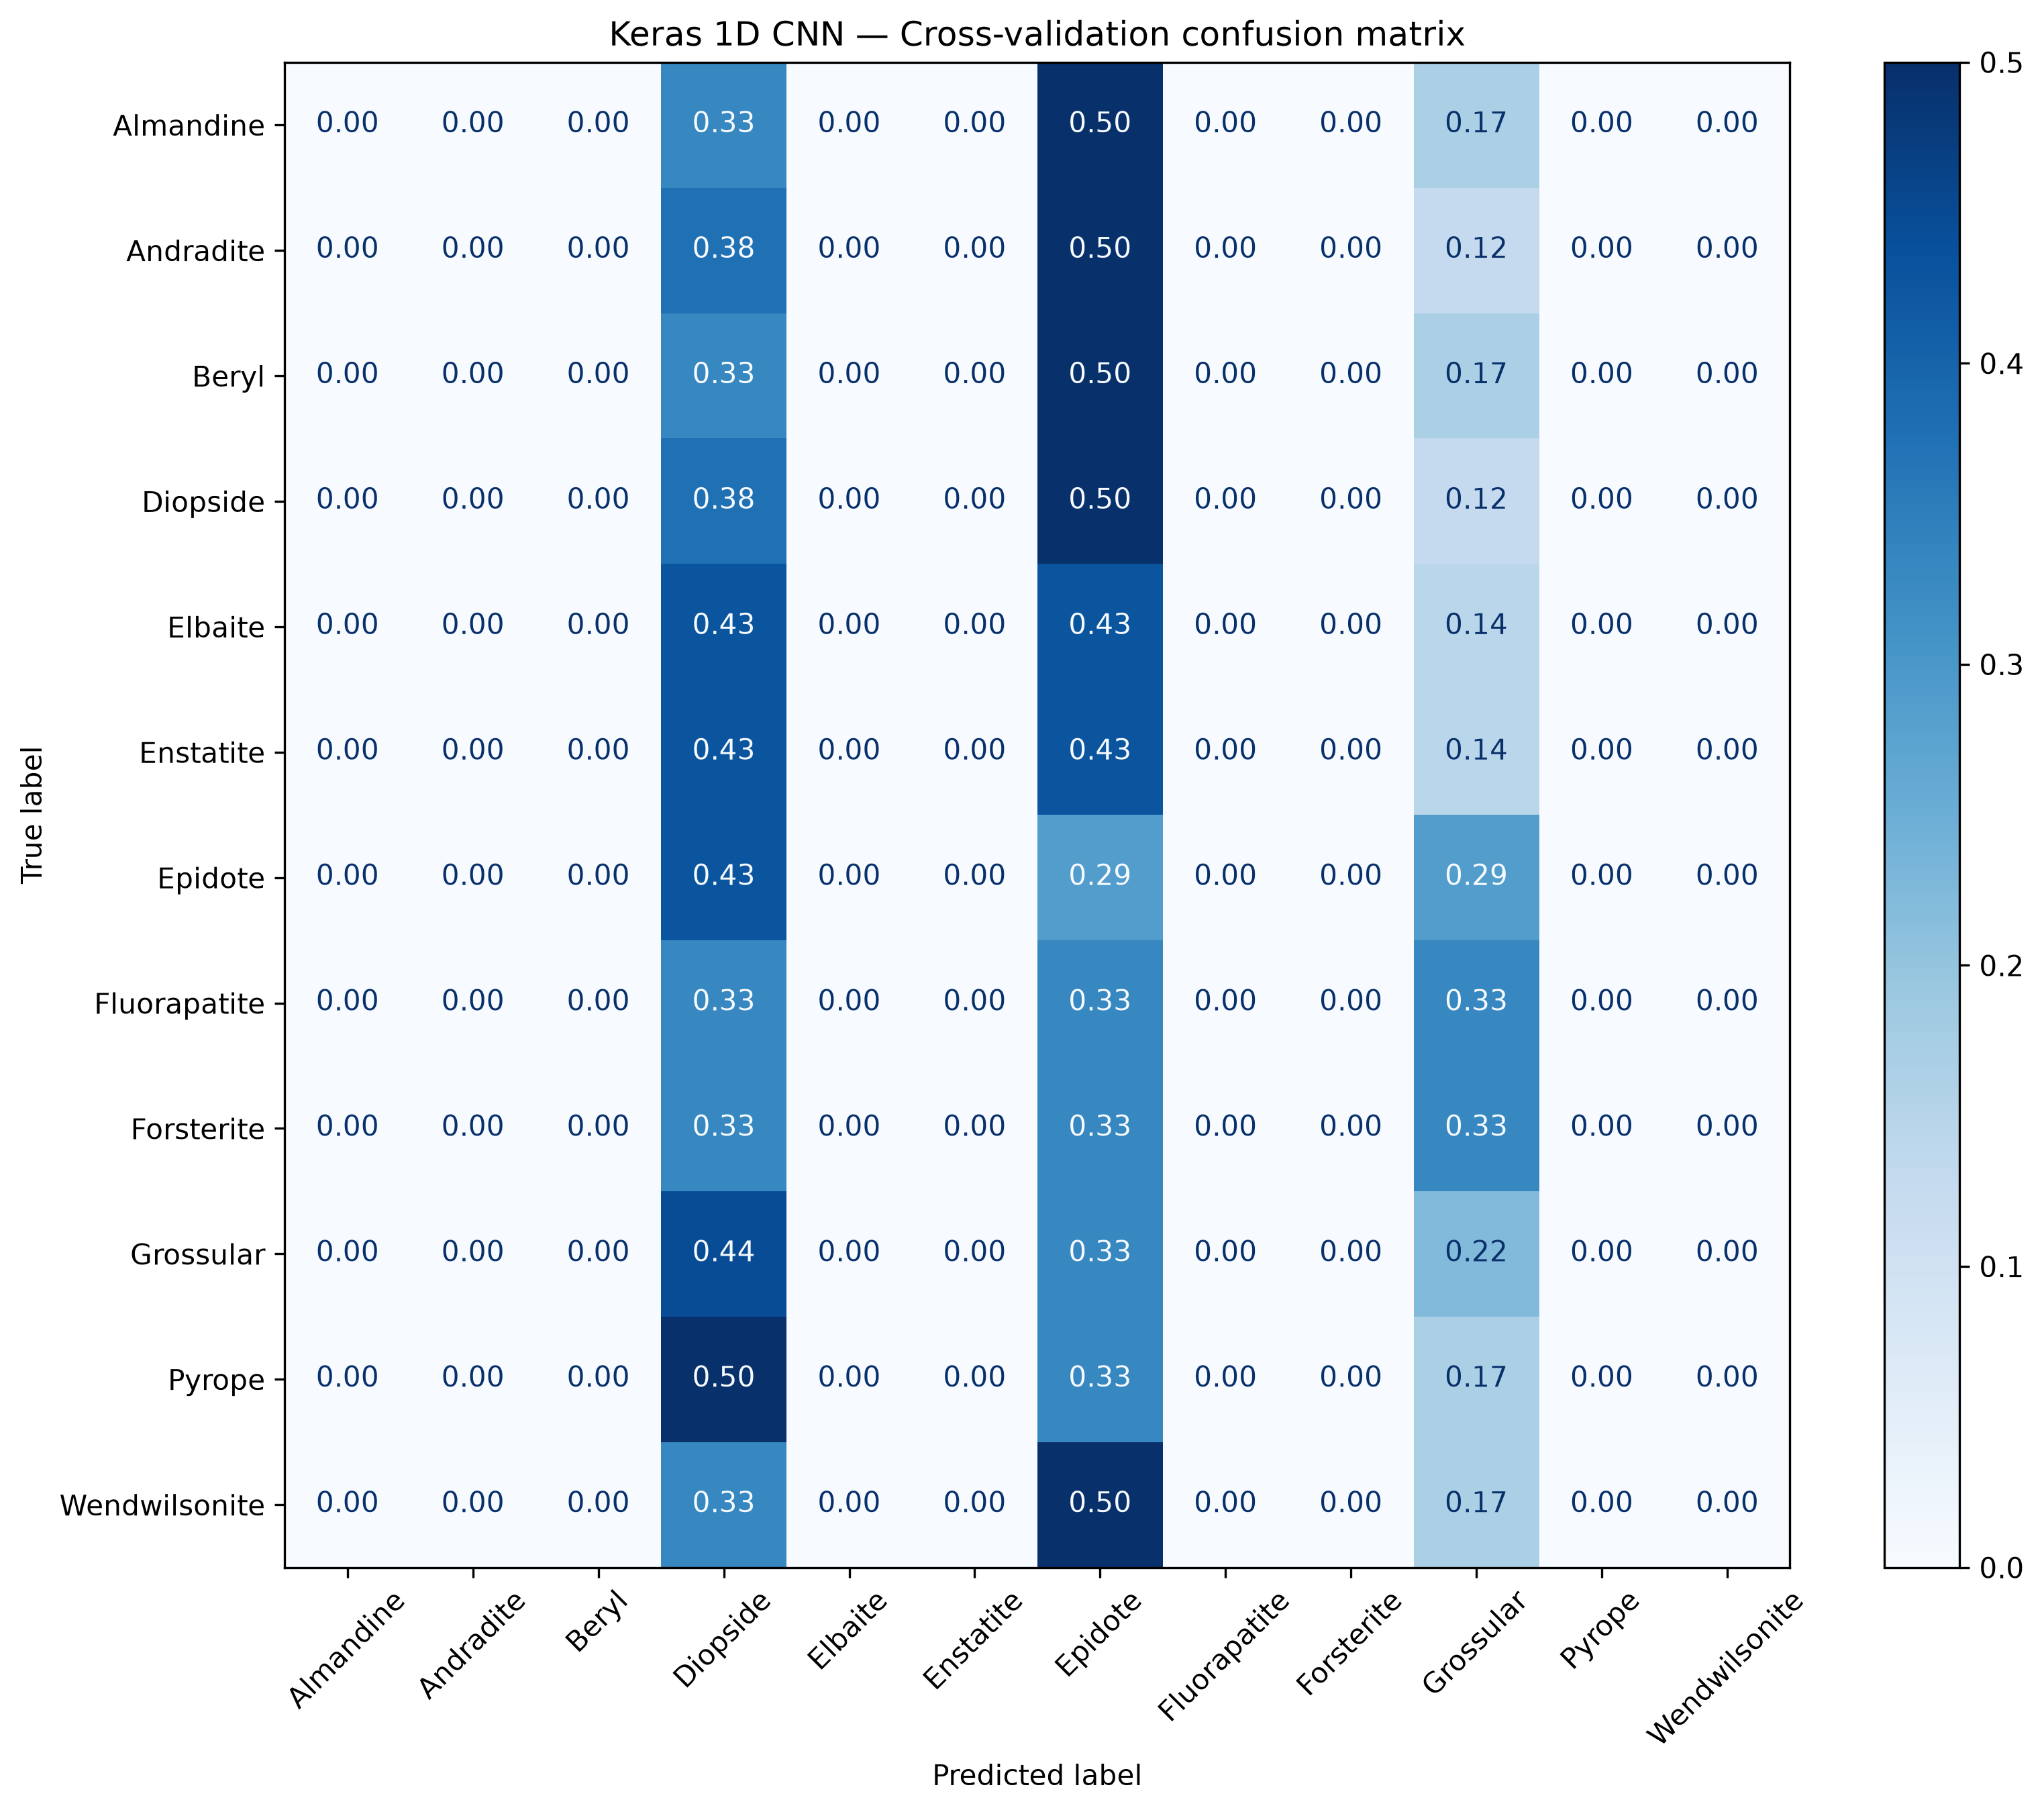 Keras 1D CNN — Cross-validation confusion matrix
Almandine 0.00 0.00 0.00 0.33 0.00 0.00 0.50 0.00 0.00 0.17 0.00 0.00
Andradite 0.00 0.00 0.00 0.38 0.00 0.00 0.50 0.00 0.00 0.12 0.00 0.00
Beryl 0.00 0.00 0.00 0.33 0.00 0.00 0.50 0.00 0.00 0.17 0.00 0.00
Diopside 0.00 0.00 0.00 0.38 0.00 0.00 0.50 0.00 0.00 0.12 0.00 0.00
Elbaite 0.00 0.00 0.00 0.43 0.00 0.00 0.43 0.00 0.00 0.14 0.00 0.00
Enstatite 0.00 0.00 0.00 0.43 0.00 0.00 0.43 0.00 0.00 0.14 0.00 0.00
Epidote 0.00 0.00 0.00 0.43 0.00 0.00 0.29 0.00 0.00 0.29 0.00 0.00
Fluorapatite 0.00 0.00 0.00 0.33 0.00 0.00 0.33 0.00 0.00 0.33 0.00 0.00
Forsterite 0.00 0.00 0.00 0.33 0.00 0.00 0.33 0.00 0.00 0.33 0.00 0.00
Grossular 0.00 0.00 0.00 0.44 0.00 0.00 0.33 0.00 0.00 0.22 0.00 0.00
Pyrope 0.00 0.00 0.00 0.50 0.00 0.00 0.33 0.00 0.00 0.17 0.00 0.00
Wendwilsonite 0.00 0.00 0.00 0.33 0.00 0.00 0.50 0.00 0.00 0.17 0.00 0.00
Almandine Andradite Beryl Diopside Elbaite Enstatite Epidote Fluorapatite Forsterite Grossular Pyrope Wendwilsonite
Predicted label
True label
0.5
0.4
0.3
0.2
0.1
0.0